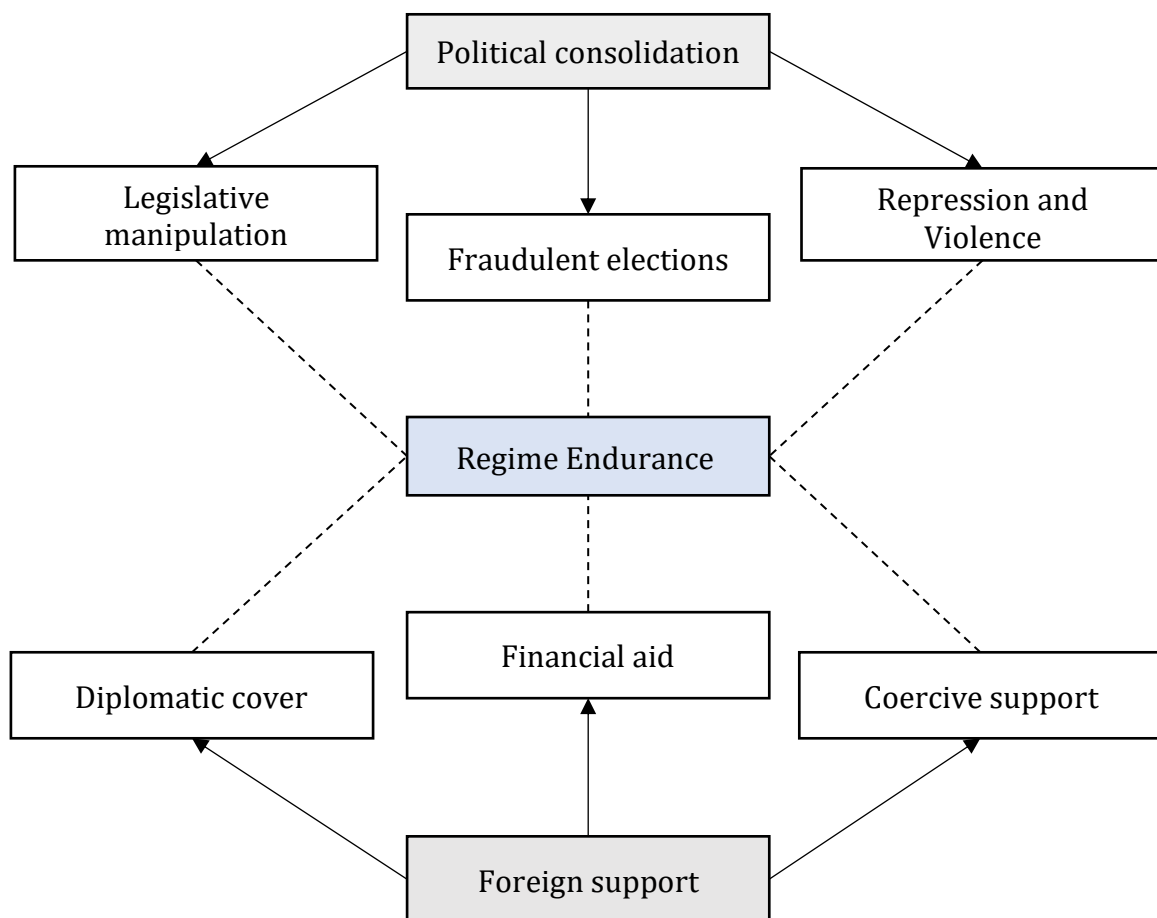 Political consolidation
Legislative
manipulation
Fraudulent elections
Repression and
Violence
Regime Endurance
Diplomatic cover
Financial aid
Coercive support
Foreign support